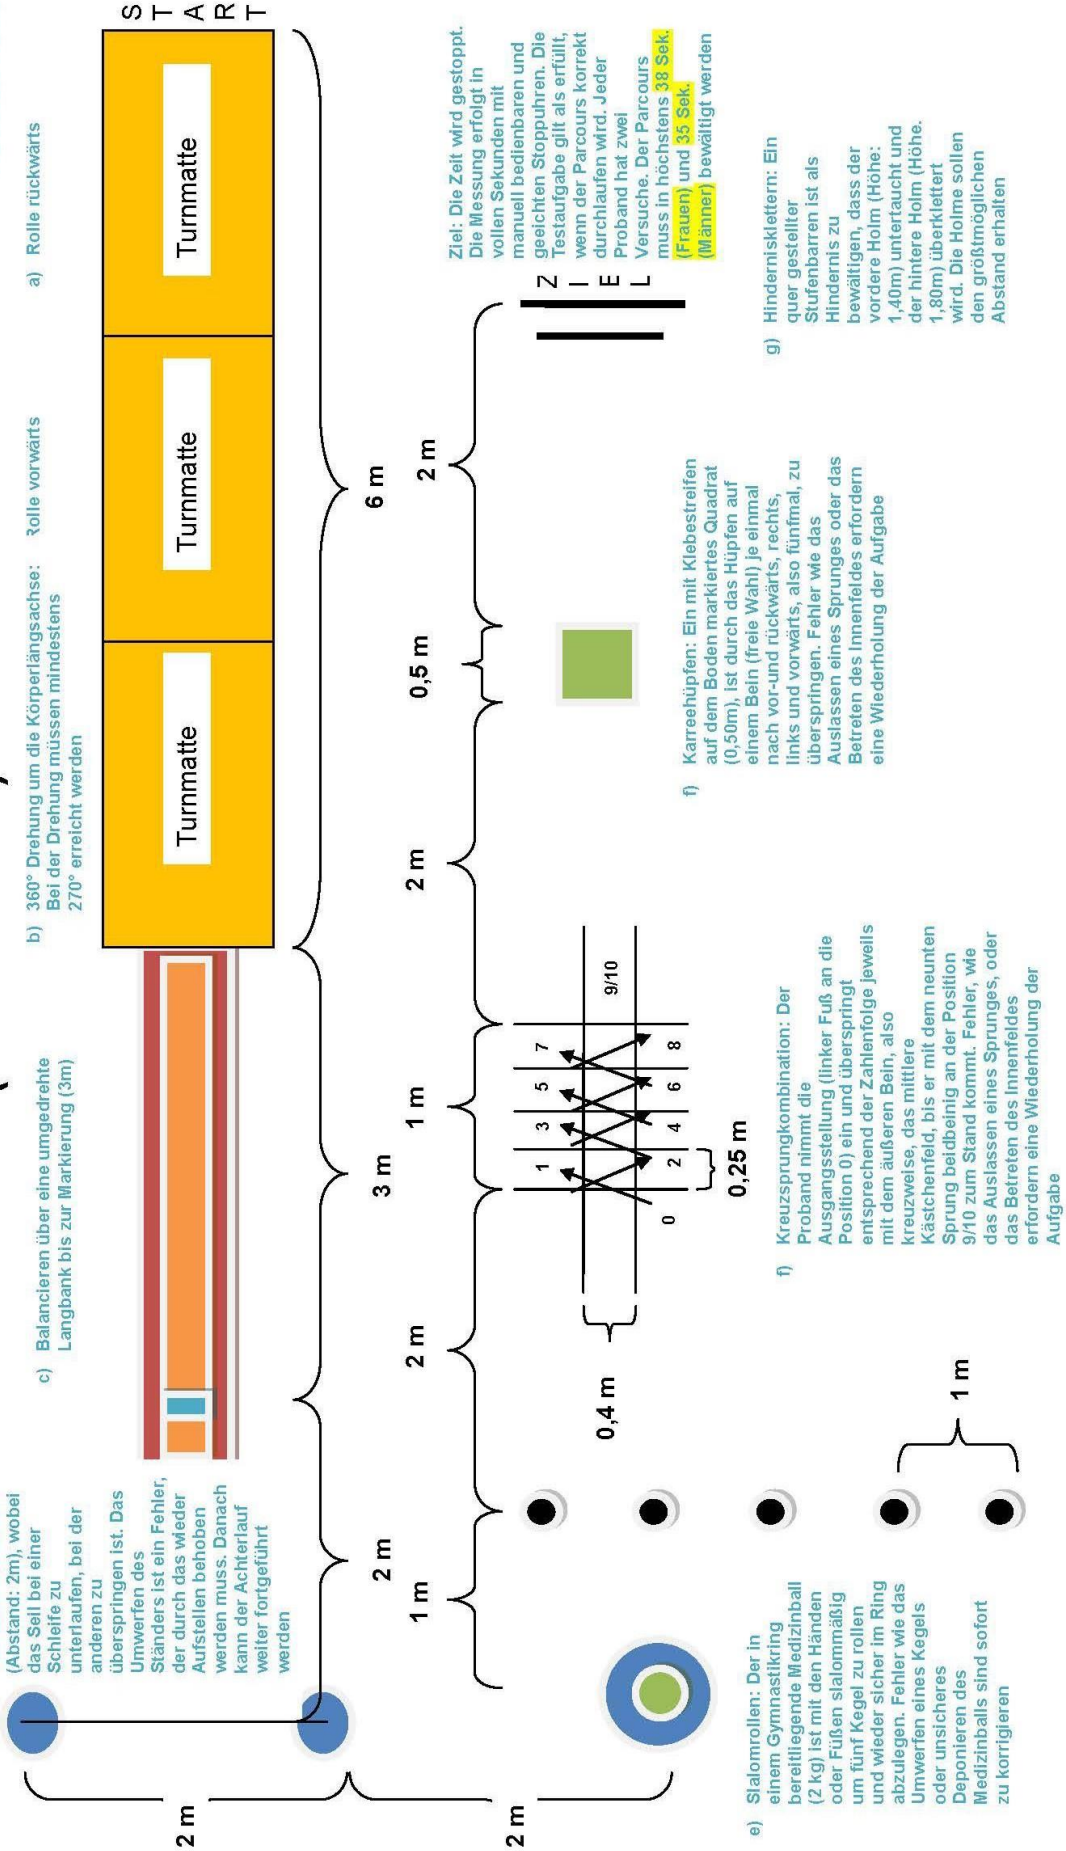 (Abstand: 2m), wobei
das Seil bei einer
Schleife zu
unterlaufen, bei der
anderen zu
überspringen ist. Das
Umwerfen des
Ständers ist ein Fehler,
der durch das wieder
Aufstellen behoben
werden muss. Danach
kann der Achterlauf
weiter fortgeführt
werden
c) Balancieren über eine umgedrehte
Langbank bis zur Markierung (3m)
b) 360° Drehung um die Körperlängsachse:
Bei der Drehung müssen mindestens
270° erreicht werden
Rolle vorwärts
a) Rolle rückwärts
START
Turnmatte
Turnmatte
Turnmatte
2 m
2 m
3 m
6 m
2 m
1 m
2 m
1 m
2 m
0,5 m
2 m
0,4 m
0
1
2
3
4
5
6
7
8
9/10
0,25 m
1 m
ZIEL
Ziel: Die Zeit wird gestoppt.
Die Messung erfolgt in
vollen Sekunden mit
manuell bedienbaren und
geeichten Stoppuhren. Die
Testaufgabe gilt als erfüllt,
wenn der Parcours korrekt
durchlaufen wird. Jeder
Proband hat zwei
Versuche. Der Parcours
muss in höchstens 38 Sek.
(Frauen) und 35 Sek.
(Männer) bewältigt werden
e) Slalomrollen: Der in
einem Gymnastikring
bereitliegende Medizinball
(2 kg) ist mit den Händen
oder Füßen slalommäßig
um fünf Kegel zu rollen
und wieder sicher im Ring
abzulegen. Fehler wie das
Umwerfen eines Kegels
oder unsicheres
Deponieren des
Medizinballs sind sofort
zu korrigieren
f) Kreuzsprungkombination: Der
Proband nimmt die
Ausgangsstellung (linker Fuß an die
Position 0) ein und überspringt
entsprechend der Zahlenfolge jeweils
mit dem äußeren Bein, also
kreuzweise, das mittlere
Kästchenfeld, bis er mit dem neunten
Sprung beidbeinig an der Position
9/10 zum Stand kommt. Fehler, wie
das Auslassen eines Sprunges, oder
das Betreten des Innenfeldes
erfordern eine Wiederholung der
Aufgabe
f) Karreehüpfen: Ein mit Klebestreifen
auf dem Boden markiertes Quadrat
(0,50m), ist durch das Hüpfen auf
einem Bein (freie Wahl) je einmal
nach vor-und rückwärts, rechts,
links und vorwärts, also fünfmal, zu
überspringen. Fehler wie das
Auslassen eines Sprunges oder das
Betreten des Innenfeldes erfordern
eine Wiederholung der Aufgabe
g) Hindernisklettern: Ein
quer gestellter
Stufenbarren ist als
Hindernis zu
bewältigen, dass der
vordere Holm (Höhe:
1,40m) untertaucht und
der hintere Holm (Höhe.
1,80m) überklettert
wird. Die Holme sollen
den größtmöglichen
Abstand erhalten